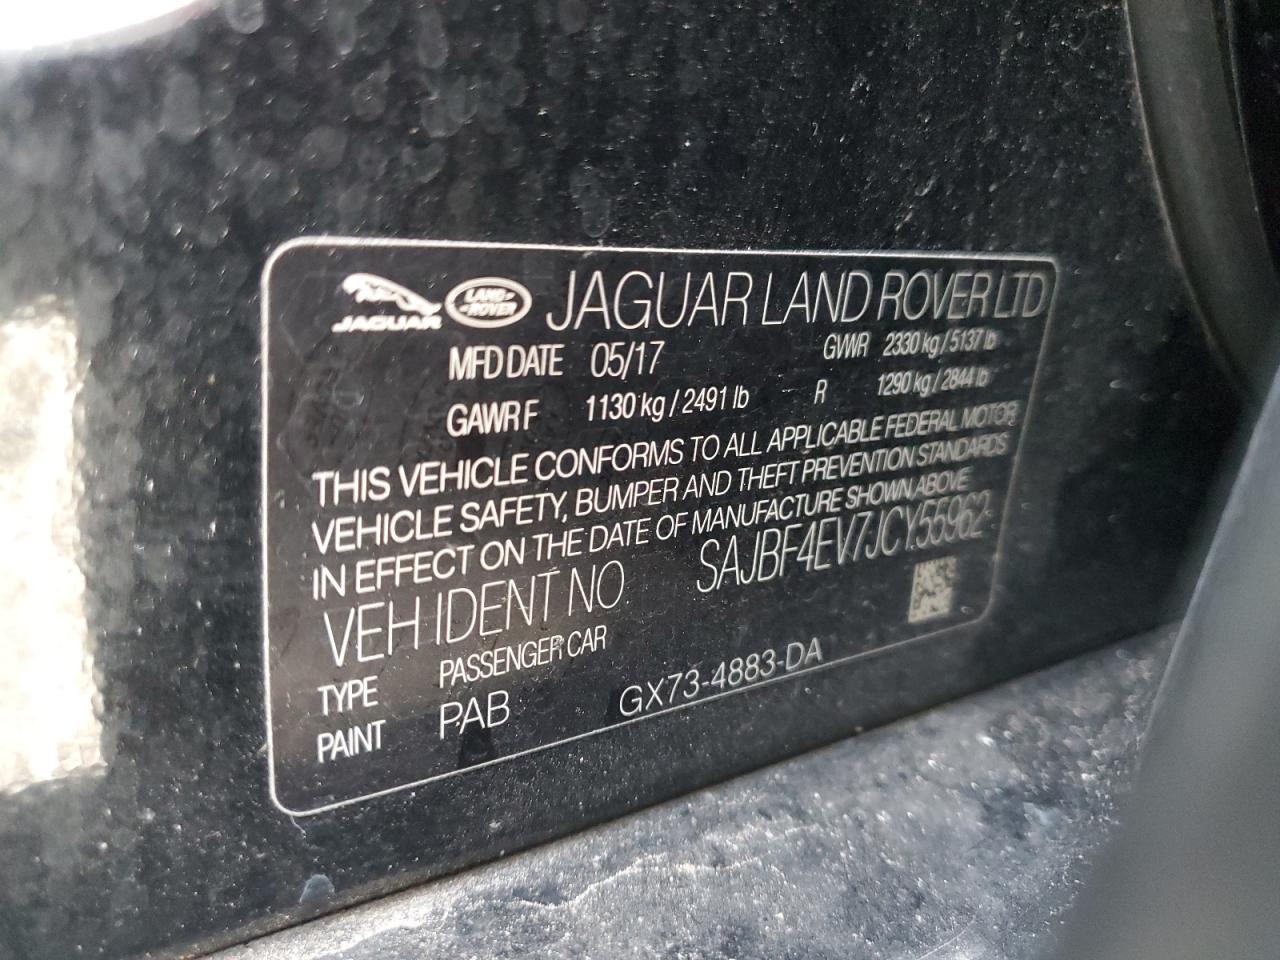 JAGUAR LAND-ROVER JAGUAR LAND ROVER LTD
MFD DATE 05/17 GVWR 2330 kg / 5137 lb
GAWR F 1130 kg / 2491 lb R 1290 kg / 2844 lb
THIS VEHICLE CONFORMS TO ALL APPLICABLE FEDERAL MOTOR
VEHICLE SAFETY, BUMPER AND THEFT PREVENTION STANDARDS
IN EFFECT ON THE DATE OF MANUFACTURE SHOWN ABOVE
VEH IDENT NO SAJBF4EV7JCY55962
TYPE PASSENGER CAR
PAINT PAB GX73-4883-DA